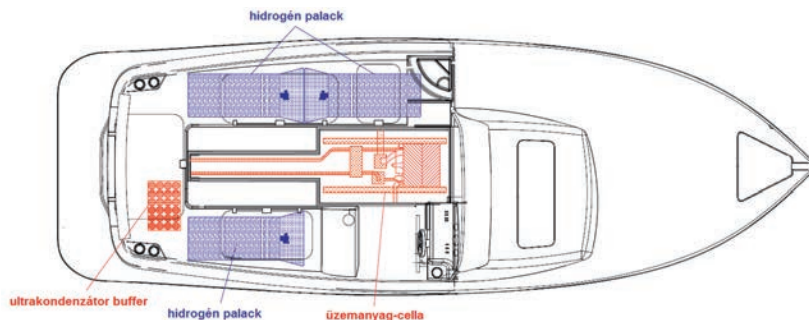 hidrogén palack
ultrakondenzátor buffer
hidrogén palack
üzemanyag-cella